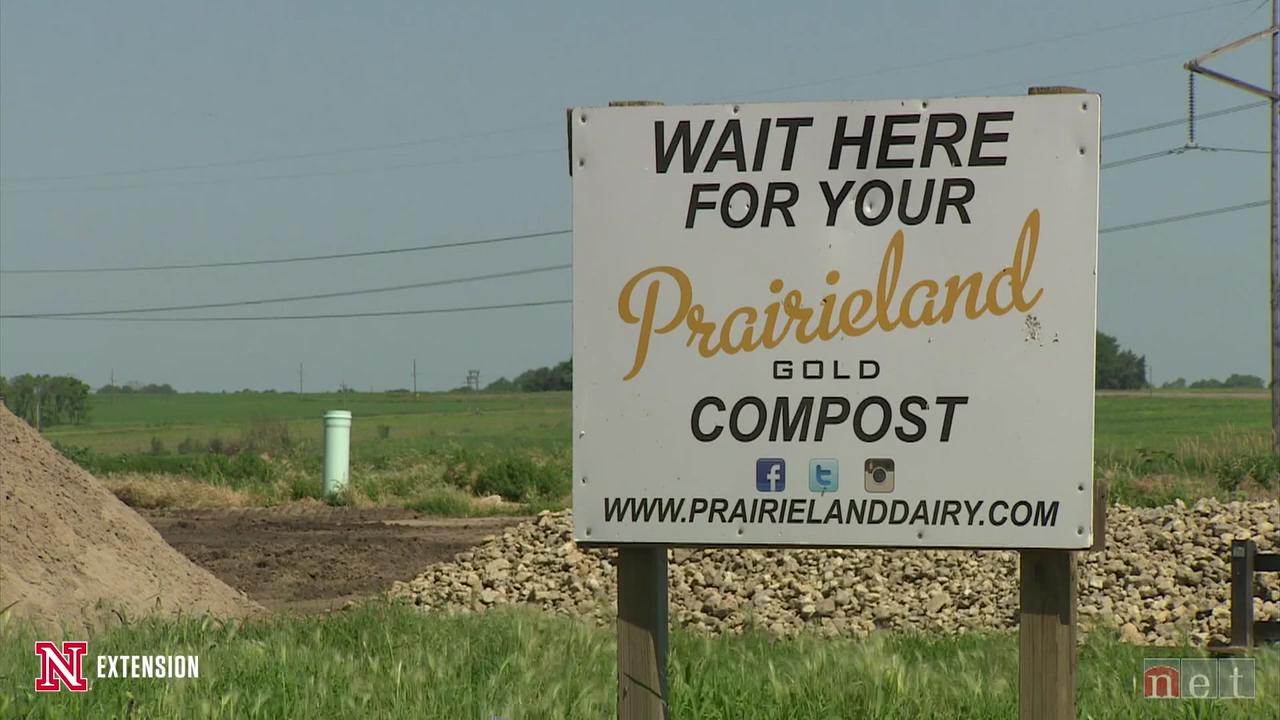 WAIT HERE
FOR YOUR
Prairieland
GOLD
COMPOST
WWW.PRAIRIELANDDAIRY.COM
N EXTENSION
net